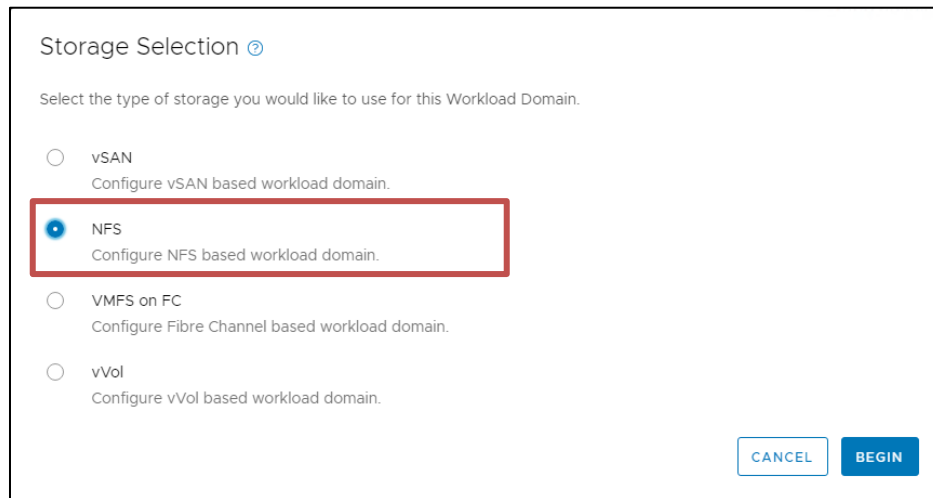 Storage Selection
Select the type of storage you would like to use for this Workload Domain.
vSAN
Configure vSAN based workload domain.
NFS
Configure NFS based workload domain.
VMFS on FC
Configure Fibre Channel based workload domain.
vVol
Configure vVol based workload domain.
CANCEL BEGIN